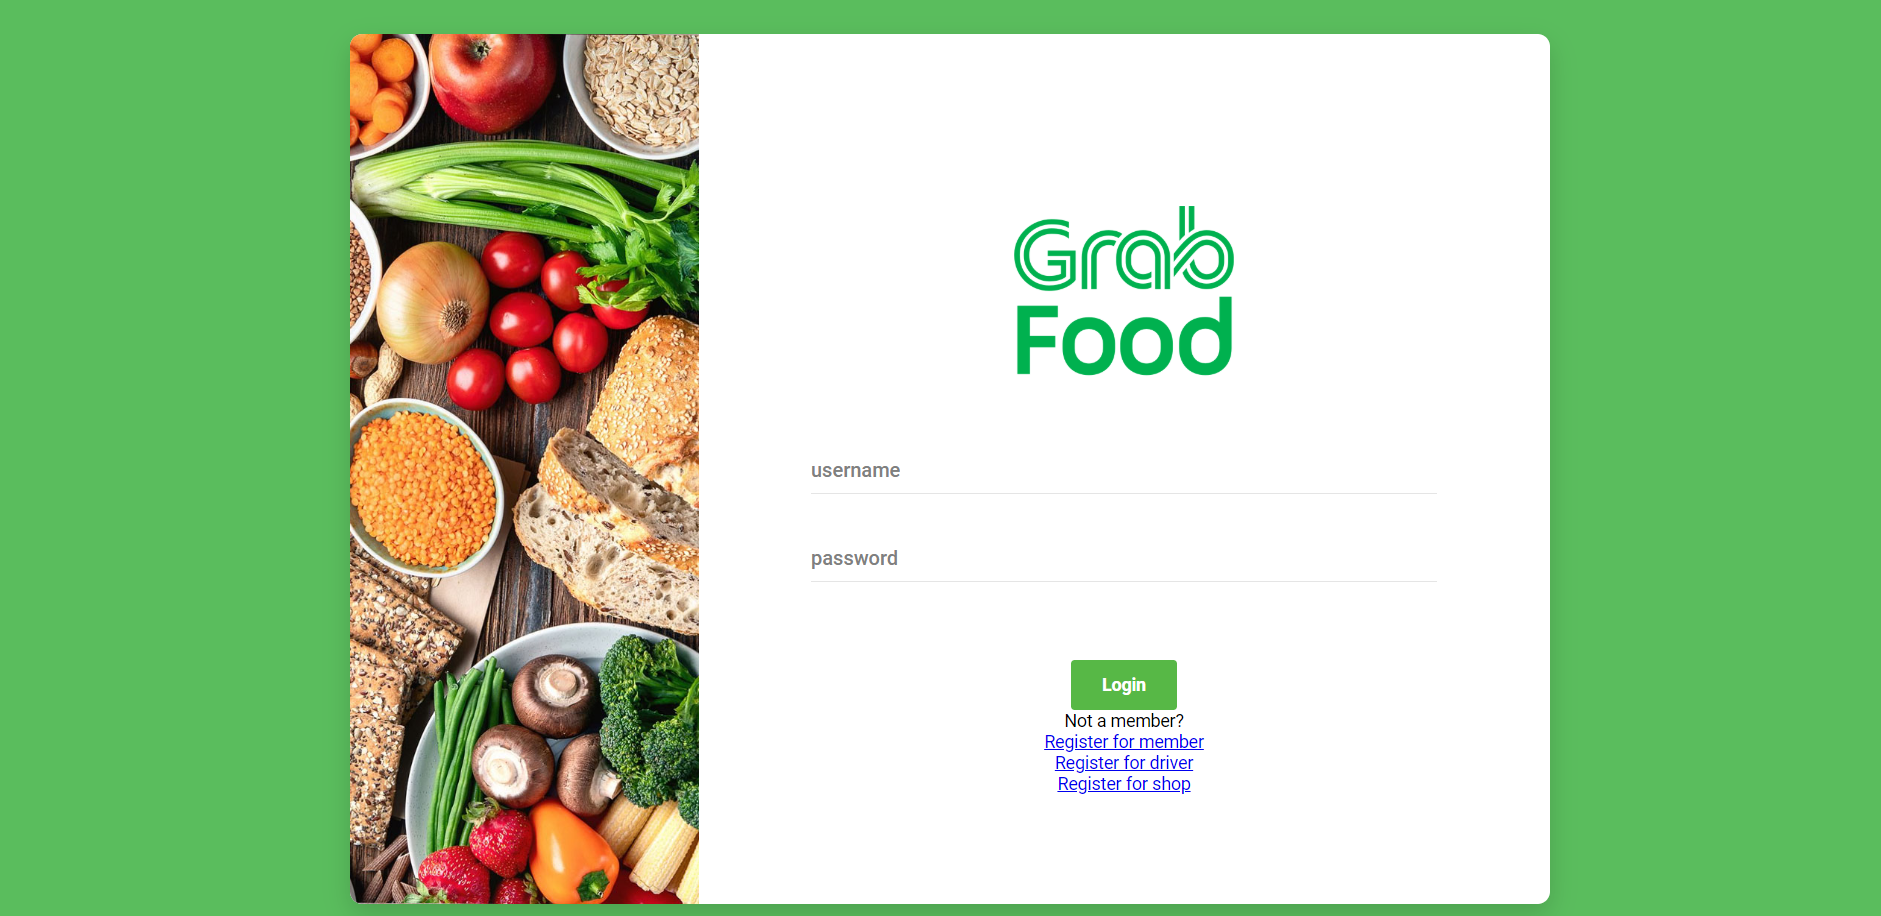 Grab
Food
username
password
Login
Not a member?
Register for member
Register for driver
Register for shop